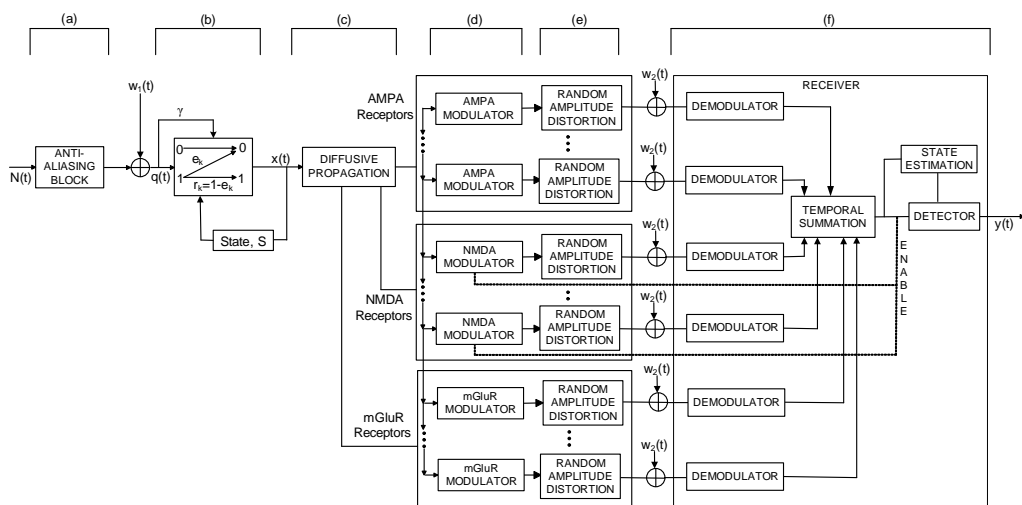 (a)
(b)
(c)
(d)
(e)
(f)
w1(t)
γ
N(t)
ANTI-
ALIASING
BLOCK
q(t)
0
0
ek
1
rk=1-ek
1
x(t)
State, S
DIFFUSIVE
PROPAGATION
AMPA
Receptors
AMPA
MODULATOR
RANDOM
AMPLITUDE
DISTORTION
w2(t)
DEMODULATOR
AMPA
MODULATOR
RANDOM
AMPLITUDE
DISTORTION
w2(t)
DEMODULATOR
NMDA
Receptors
NMDA
MODULATOR
RANDOM
AMPLITUDE
DISTORTION
w2(t)
DEMODULATOR
NMDA
MODULATOR
RANDOM
AMPLITUDE
DISTORTION
w2(t)
DEMODULATOR
mGluR
Receptors
mGluR
MODULATOR
RANDOM
AMPLITUDE
DISTORTION
w2(t)
DEMODULATOR
mGluR
MODULATOR
RANDOM
AMPLITUDE
DISTORTION
w2(t)
DEMODULATOR
RECEIVER
TEMPORAL
SUMMATION
STATE
ESTIMATION
DETECTOR
y(t)
ENABLE